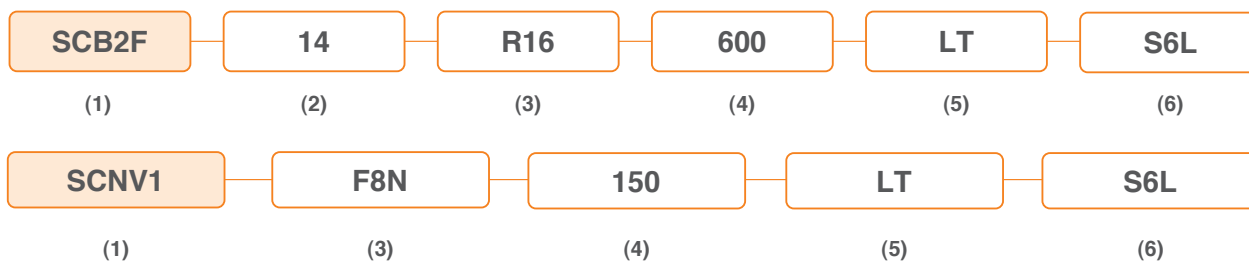 SCB2F 14 R16 600 LT S6L
(1) (2) (3) (4) (5) (6)
SCNV1 F8N 150 LT S6L
(1) (3) (4) (5) (6)